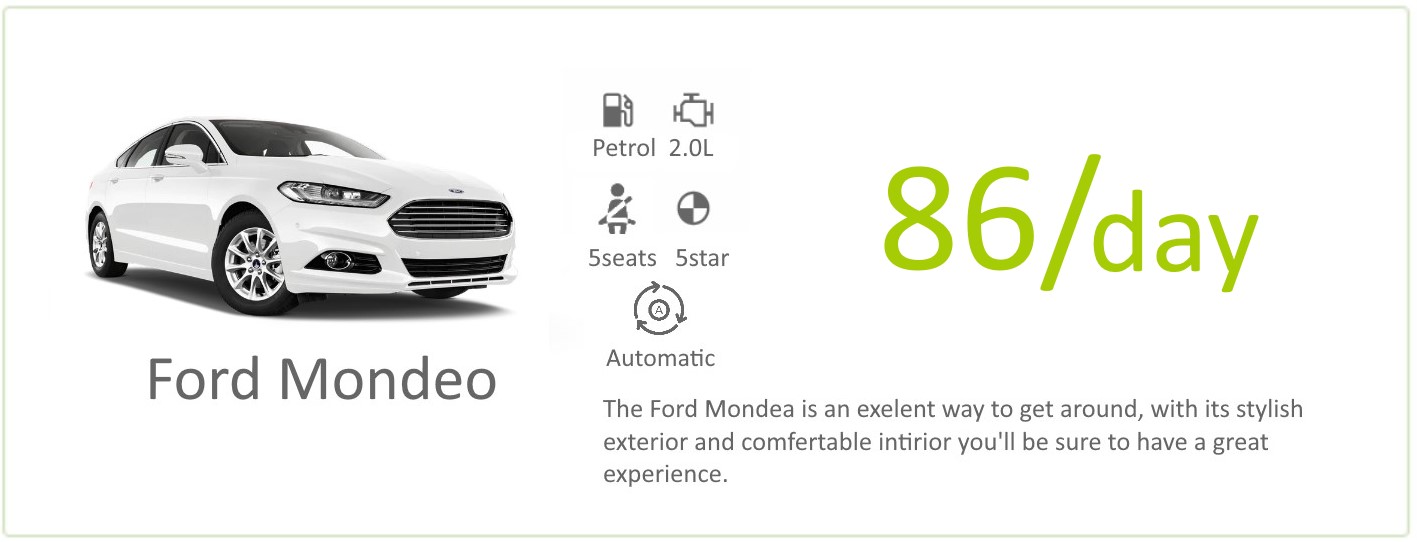 Petrol 2.0L
5seats 5star
A
Automatic
86/day
Ford Mondeo
The Ford Mondea is an exelent way to get around, with its stylish
exterior and comfertable intirior you'll be sure to have a great
experience.